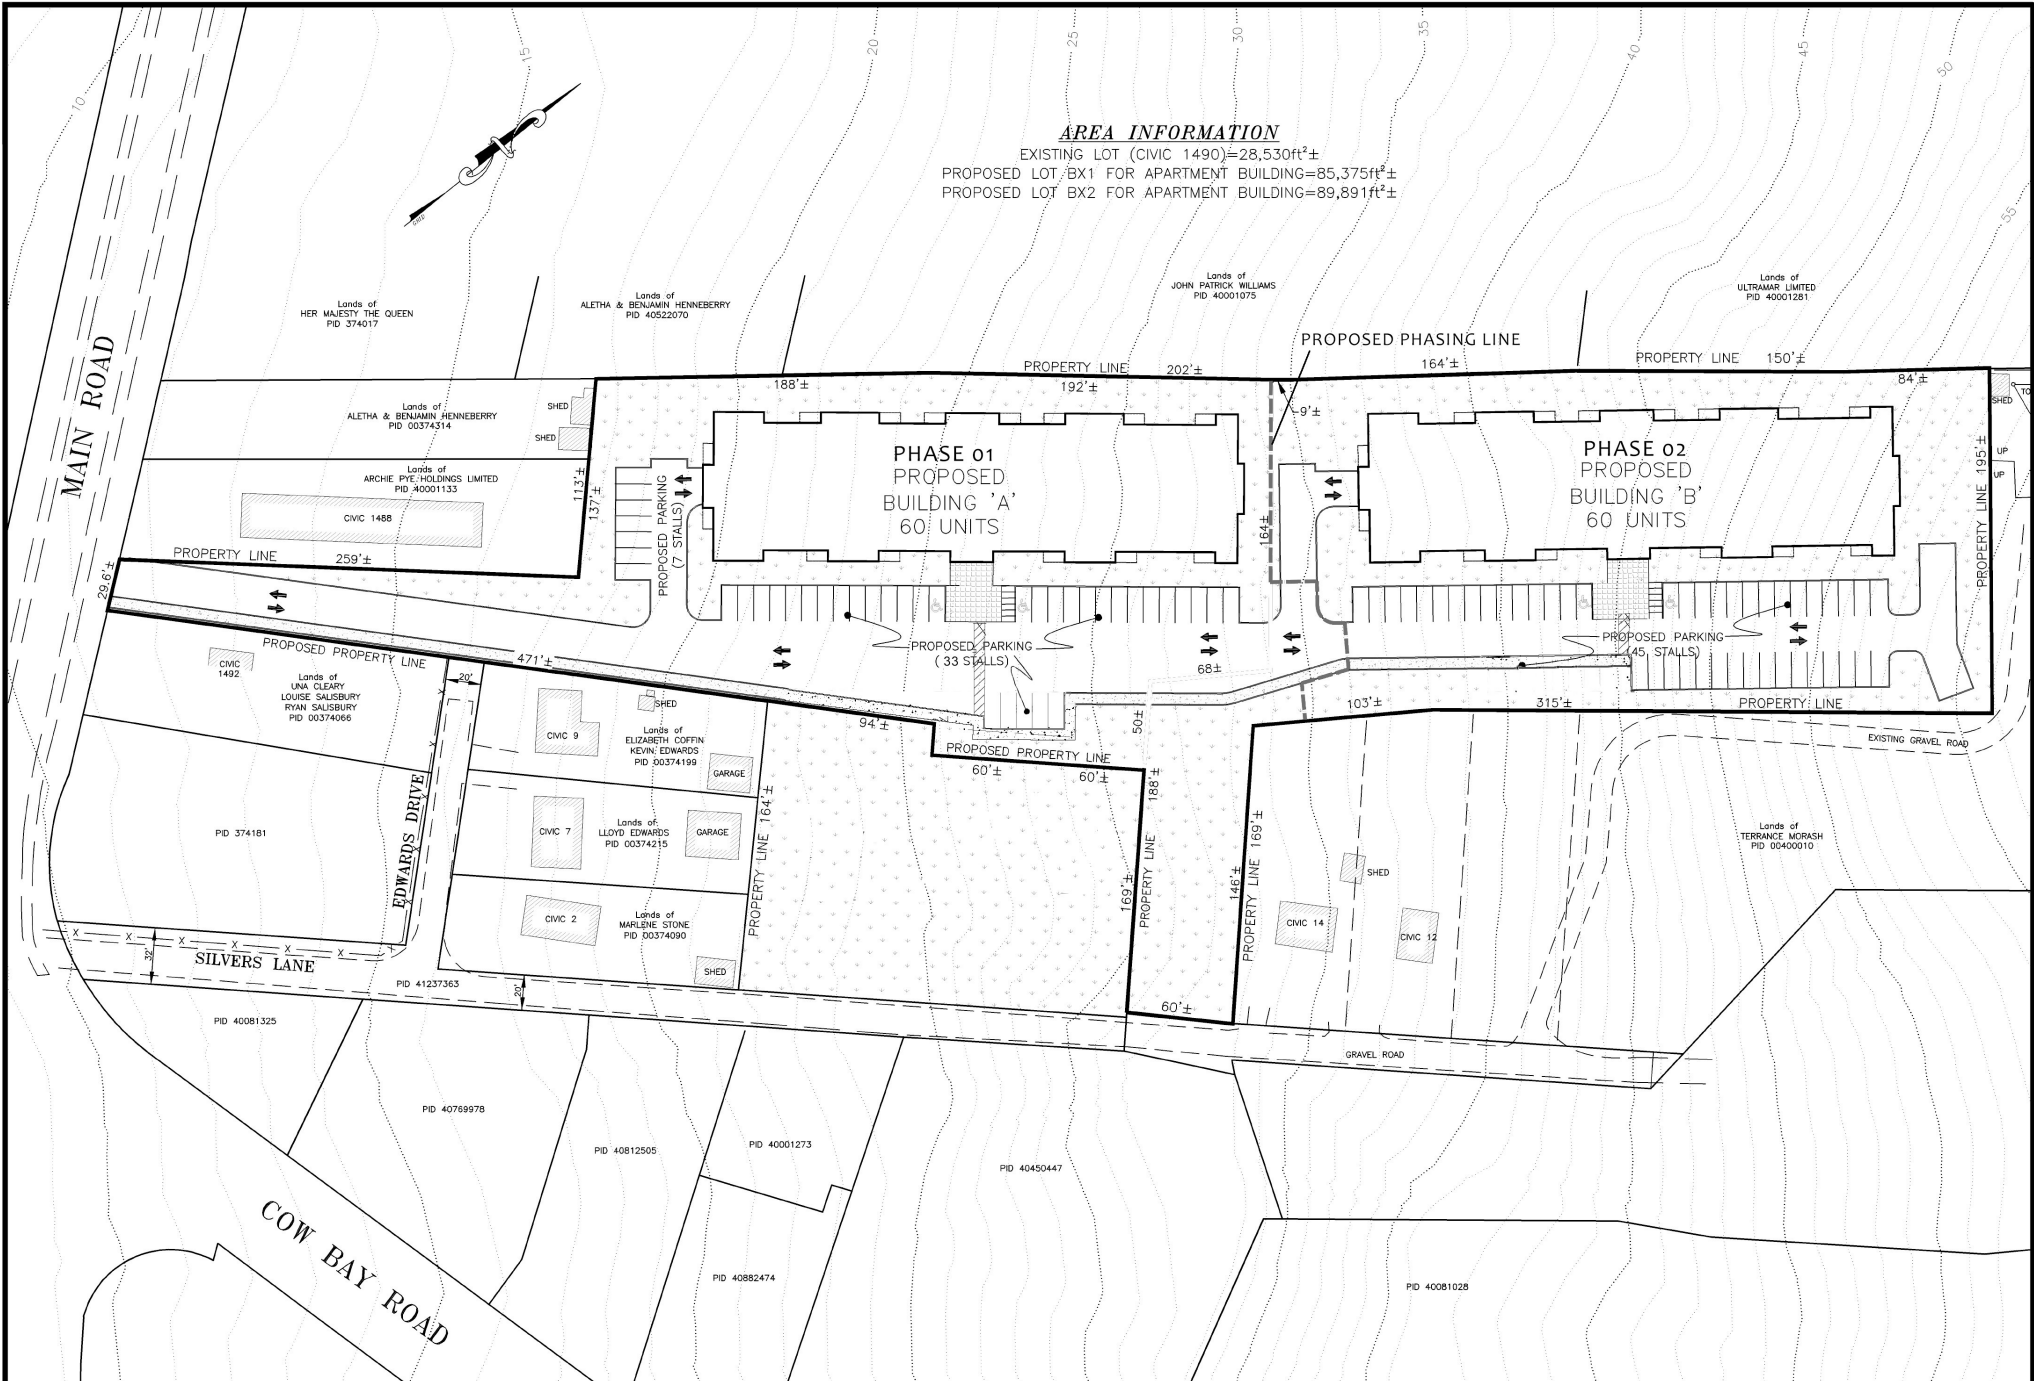 10
15
20
25
30
35
40
45
50
55
GRID
AREA INFORMATION
EXISTING LOT (CIVIC 1490)=28,530ft²±
PROPOSED LOT BX1 FOR APARTMENT BUILDING=85,375ft²±
PROPOSED LOT BX2 FOR APARTMENT BUILDING=89,891ft²±
MAIN ROAD
Lands of
HER MAJESTY THE QUEEN
PID 374017
Lands of
ALETHA & BENJAMIN HENNEBERRY
PID 40522070
Lands of
JOHN PATRICK WILLIAMS
PID 40001075
Lands of
ULTRAMAR LIMITED
PID 40001281
PROPOSED PHASING LINE
PROPERTY LINE
188'±
192'±
202'±
164'±
PROPERTY LINE
150'±
84'±
9'±
SHED
TO
UP
UP
Lands of
ALETHA & BENJAMIN HENNEBERRY
PID 00374314
SHED
SHED
Lands of
ARCHIE PYE HOLDINGS LIMITED
PID 40001133
CIVIC 1488
113'±
137'±
PROPOSED PARKING
(7 STALLS)
PHASE 01
PROPOSED
BUILDING 'A'
60 UNITS
164±
PHASE 02
PROPOSED
BUILDING 'B'
60 UNITS
PROPERTY LINE 195'±
PROPERTY LINE
259'±
29.6'±
PROPOSED PROPERTY LINE
471'±
PROPOSED PARKING
(33 STALLS)
68±
PROPOSED PARKING
(45 STALLS)
94'±
50±
103'±
315'±
PROPERTY LINE
EXISTING GRAVEL ROAD
PROPOSED PROPERTY LINE
60'±
60'±
CIVIC
1492
Lands of
UNA CLEARY
LOUISE SALISBURY
RYAN SALISBURY
PID 00374066
20'
CIVIC 9
SHED
Lands of
ELIZABETH COFFIN
KEVIN EDWARDS
PID 00374199
GARAGE
EDWARDS DRIVE
PID 374181
CIVIC 7
Lands of
LLOYD EDWARDS
PID 00374215
GARAGE
PROPERTY LINE 164'±
CIVIC 2
Lands of
MARLENE STONE
PID 00374090
SHED
188'±
PROPERTY LINE
169'±
146'±
PROPERTY LINE 169'±
60'±
SHED
CIVIC 14
CIVIC 12
Lands of
TERRANCE MORASH
PID 00400010
X
X
X
X
X
X
X
X
X
X
32'
SILVERS LANE
PID 41237363
20'
GRAVEL ROAD
PID 40081325
PID 40769978
PID 40812505
PID 40001273
PID 40450447
PID 40882474
PID 40081028
COW BAY ROAD